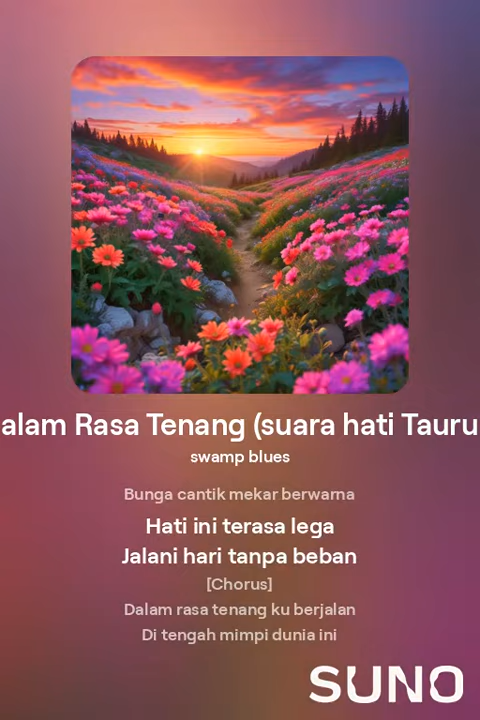 alam Rasa Tenang (suara hati Tauru
swamp blues
Bunga cantik mekar berwarna
Hati ini terasa lega
Jalani hari tanpa beban
[Chorus]
Dalam rasa tenang ku berjalan
Di tengah mimpi dunia ini
SUNO